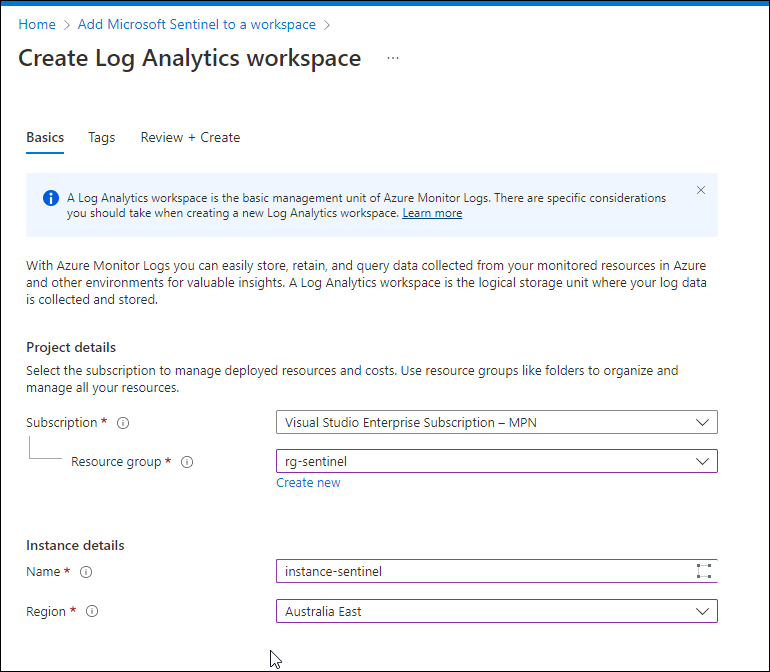 Home > Add Microsoft Sentinel to a workspace >
Create Log Analytics workspace ...
Basics Tags Review + Create
A Log Analytics workspace is the basic management unit of Azure Monitor Logs. There are specific considerations
you should take when creating a new Log Analytics workspace. Learn more
With Azure Monitor Logs you can easily store, retain, and query data collected from your monitored resources in Azure
and other environments for valuable insights. A Log Analytics workspace is the logical storage unit where your log data
is collected and stored.
Project details
Select the subscription to manage deployed resources and costs. Use resource groups like folders to organize and
manage all your resources.
Subscription * Visual Studio Enterprise Subscription – MPN
Resource group * rg-sentinel
Create new
Instance details
Name * instance-sentinel
Region * Australia East